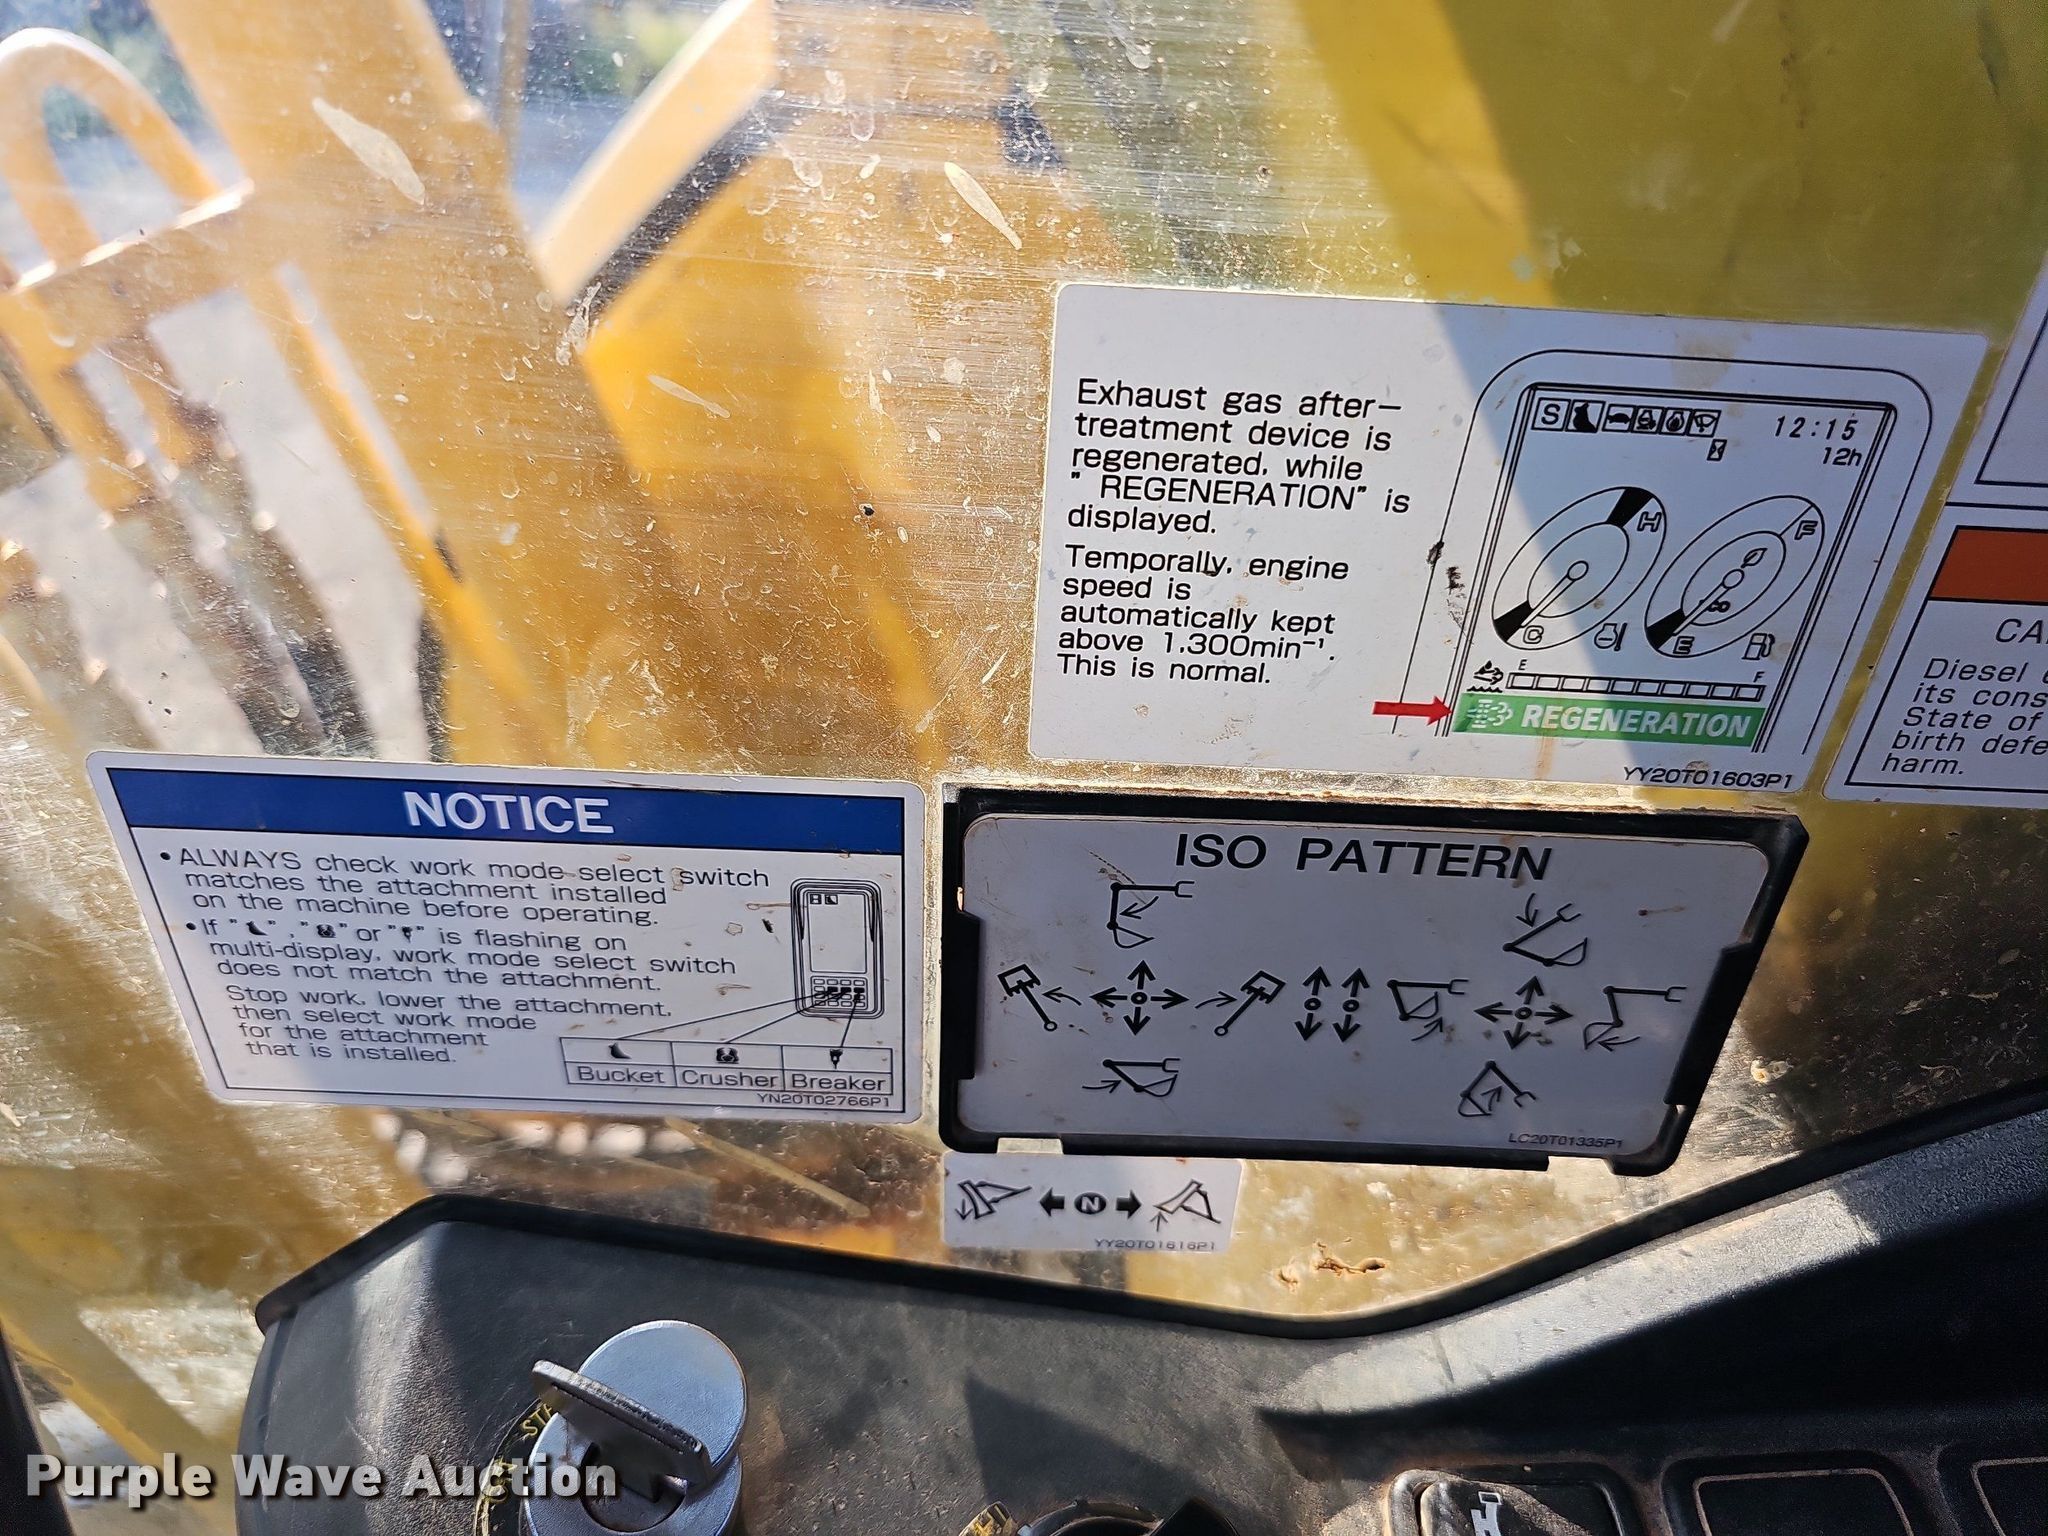 Exhaust gas after-
treatment device is
regenerated, while
" REGENERATION" is
displayed.
Temporally, engine
speed is
automatically kept
above 1,300min⁻¹.
This is normal.
S
12:15
12h
H
C
F
E
E
F
REGENERATION
YY20T01603P1
Diesel
its cons
State of
birth defe
harm.
NOTICE
•ALWAYS check work mode select switch
matches the attachment installed
on the machine before operating.
•If " " , " " or " " is flashing on
multi-display, work mode select switch
does not match the attachment.
Stop work, lower the attachment,
then select work mode
for the attachment
that is installed.
Bucket Crusher Breaker
YN20T02766P1
ISO PATTERN
LC20T01335P1
N
YY20T01616P1
Purple Wave Auction